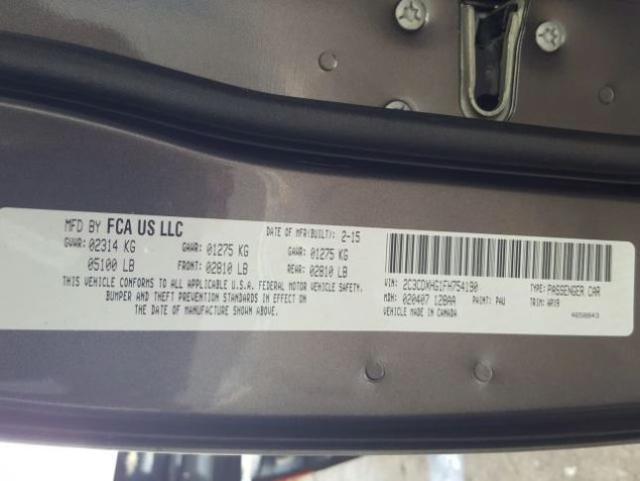 MFD BY FCA US LLC DATE OF MFR(BUILT): 2-15
GVWR: 02314 KG GAWR: 01275 KG GAWR: 01275 KG
05100 LB FRONT: 02810 LB REAR: 02810 LB
THIS VEHICLE CONFORMS TO ALL APPLICABLE U.S.A. FEDERAL MOTOR VEHICLE SAFETY,
BUMPER AND THEFT PREVENTION STANDARDS IN EFFECT ON
THE DATE OF MANUFACTURE SHOWN ABOVE.
VIN: 2C3CDXHG1FH754190 TYPE: PASSENGER CAR
MDH: 020407 128AA PAINT: PAU TRIM:
VEHICLE MADE IN CANADA